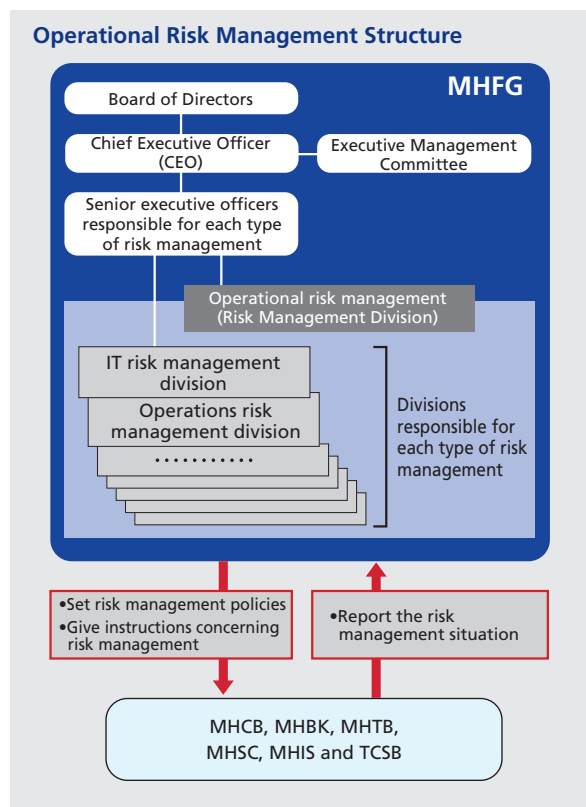 Operational Risk Management Structure
MHFG
Board of Directors
Chief Executive Officer
(CEO)
Executive Management
Committee
Senior executive officers
responsible for each type
of risk management
Operational risk management
(Risk Management Division)
IT risk management
division
Operations risk
management division
• • • • • • • • • • •
Divisions
responsible for
each type of risk
management
•Set risk management policies
•Give instructions concerning
risk management
•Report the risk
management situation
MHCB, MHBK, MHTB,
MHSC, MHIS and TCSB